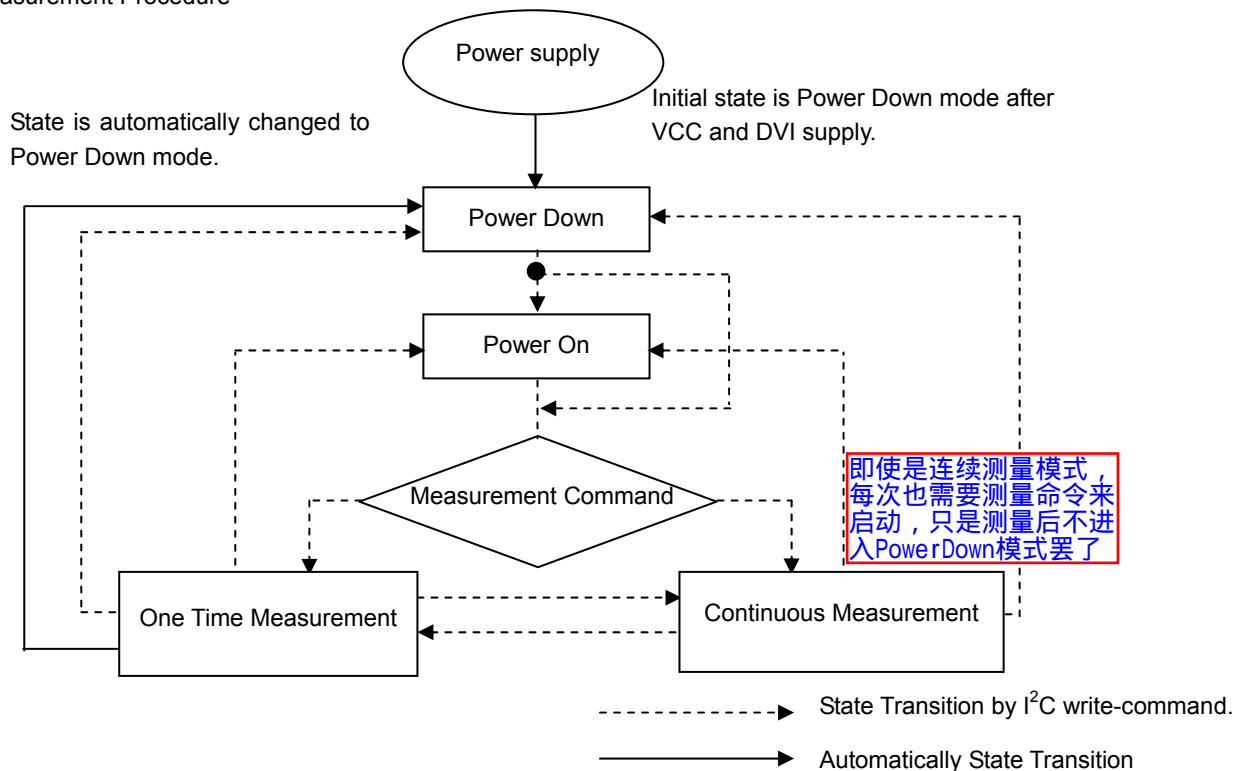 asurement Procedure
Power supply
Initial state is Power Down mode after
VCC and DVI supply.
State is automatically changed to
Power Down mode.
Power Down
Power On
Measurement Command
即使是连续测量模式，
每次也需要测量命令来
启动，只是测量后不进
入PowerDown模式罢了
One Time Measurement
Continuous Measurement
State Transition by I²C write-command.
Automatically State Transition